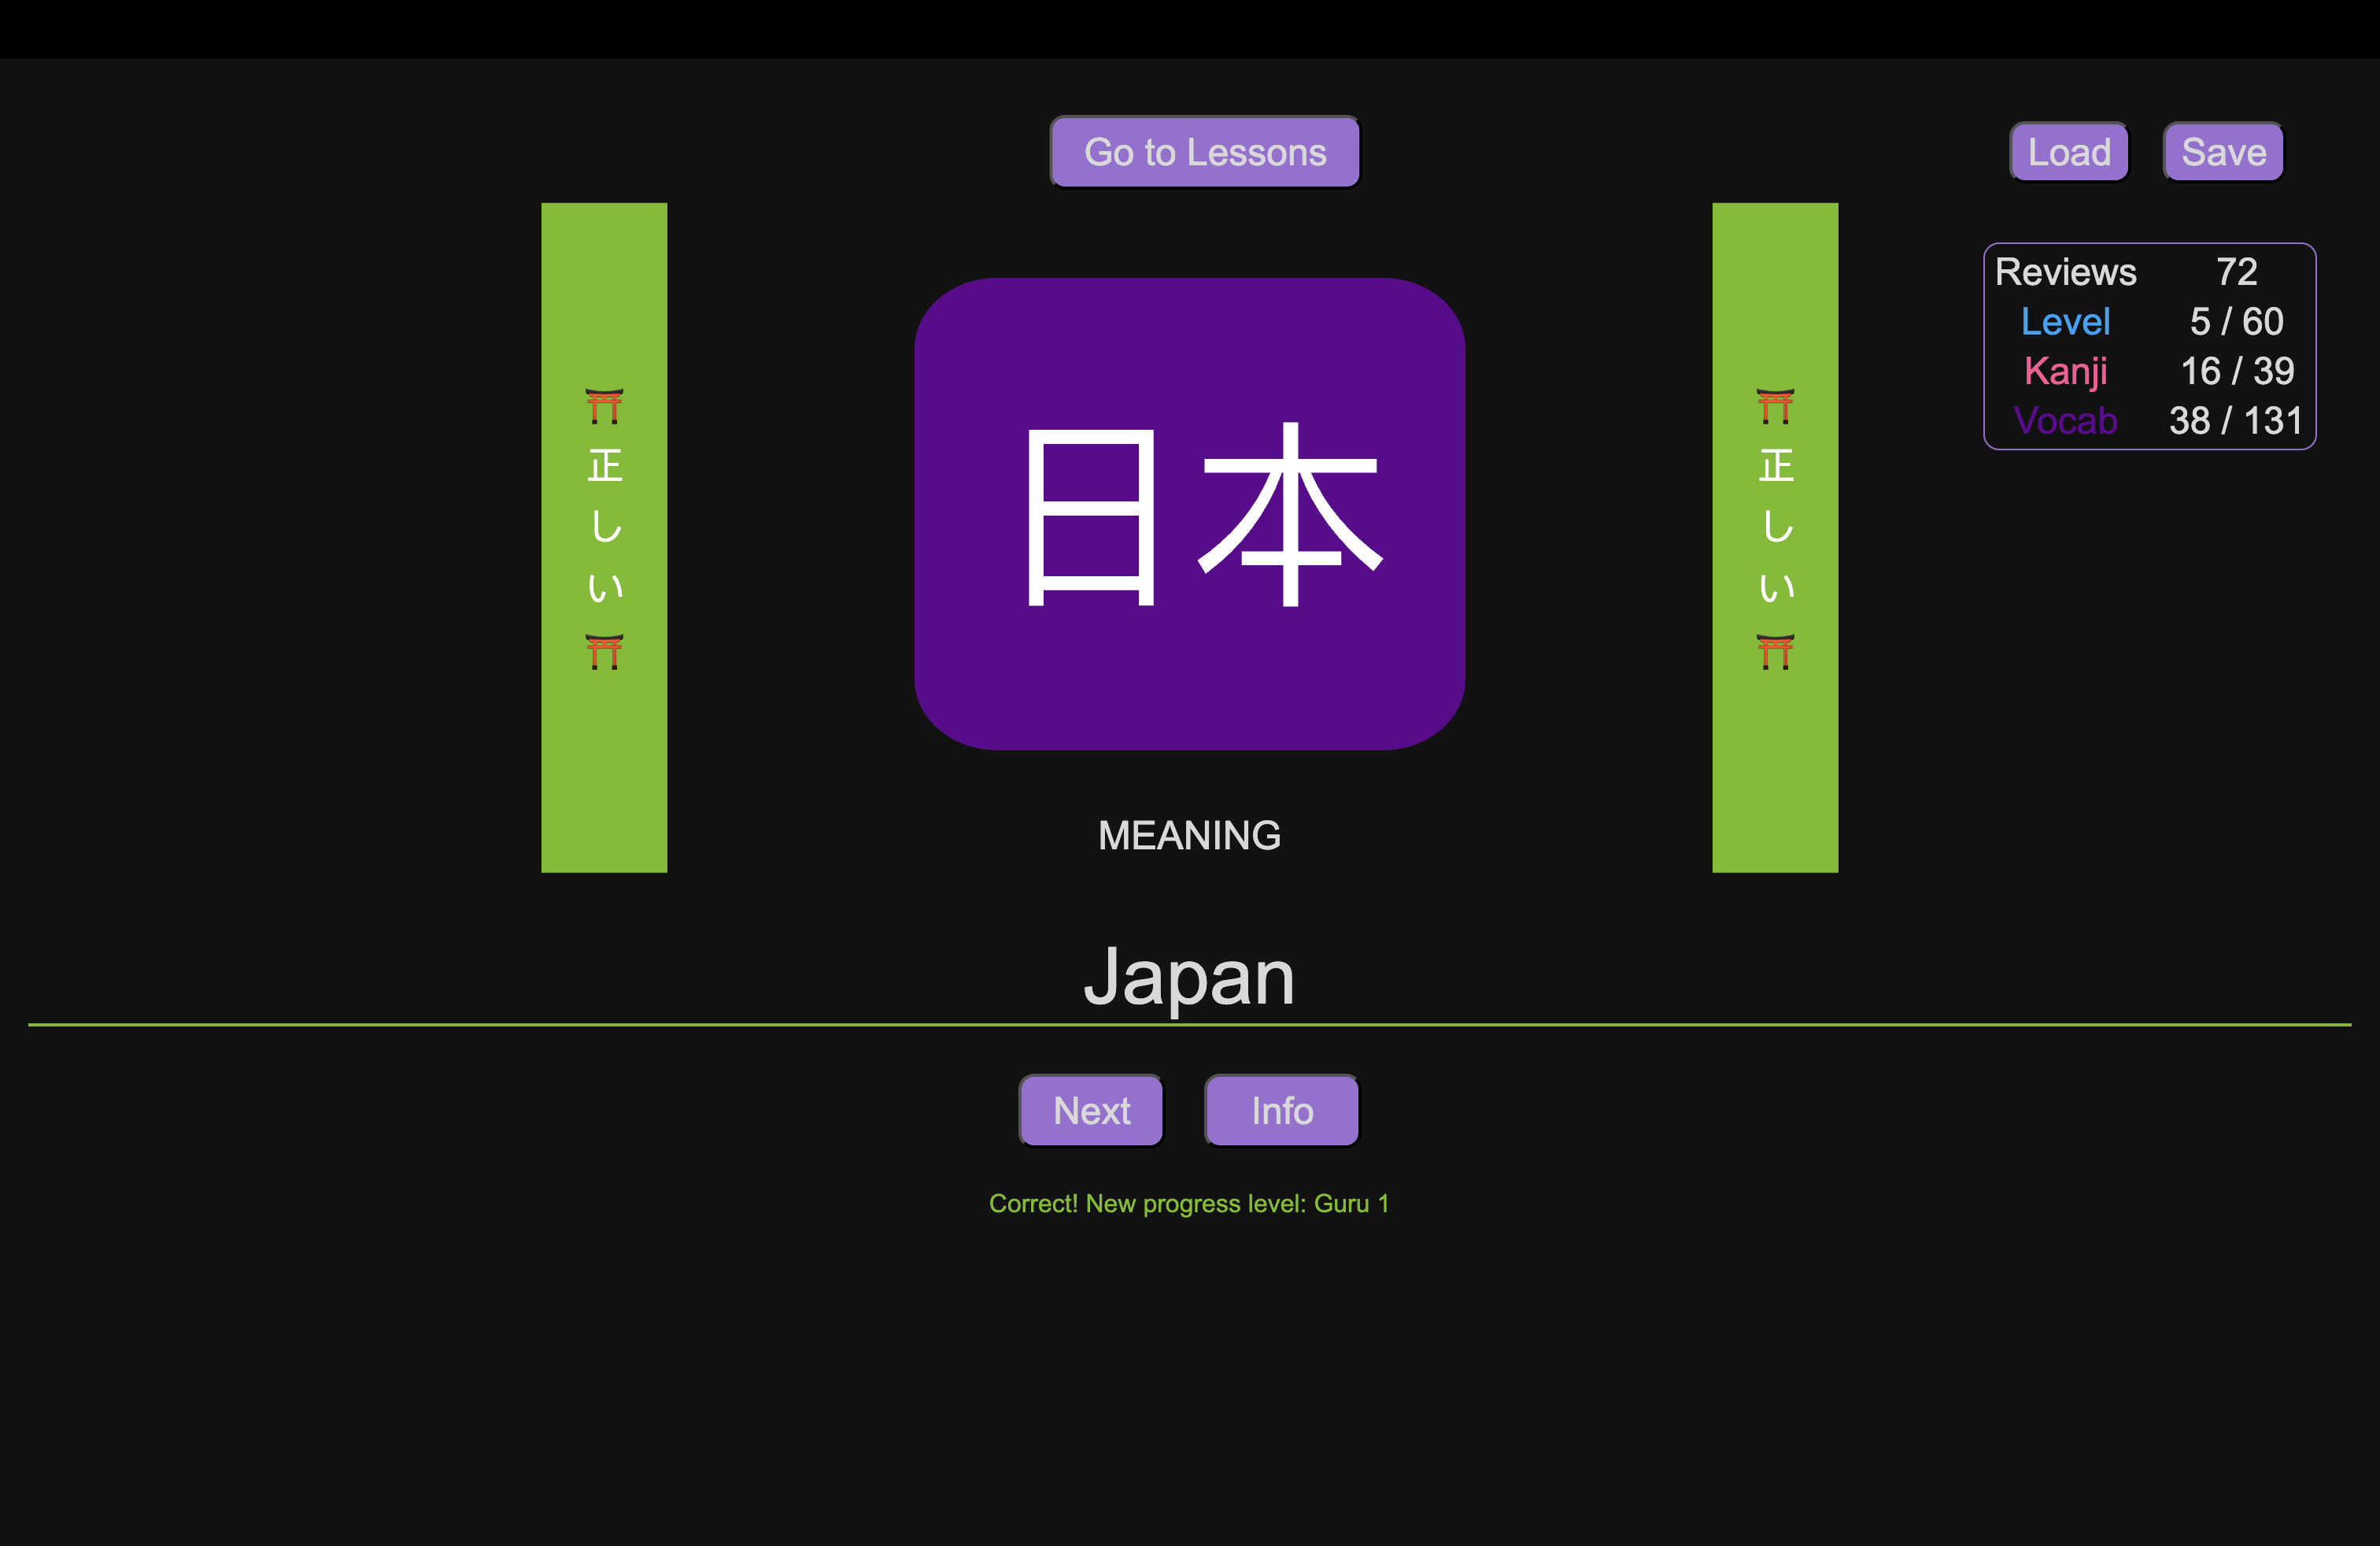 Go to Lessons
Load
Save
Reviews 72
Level 5 / 60
Kanji 16 / 39
Vocab 38 / 131
正しい
日本
正しい
MEANING
Japan
Next
Info
Correct! New progress level: Guru 1